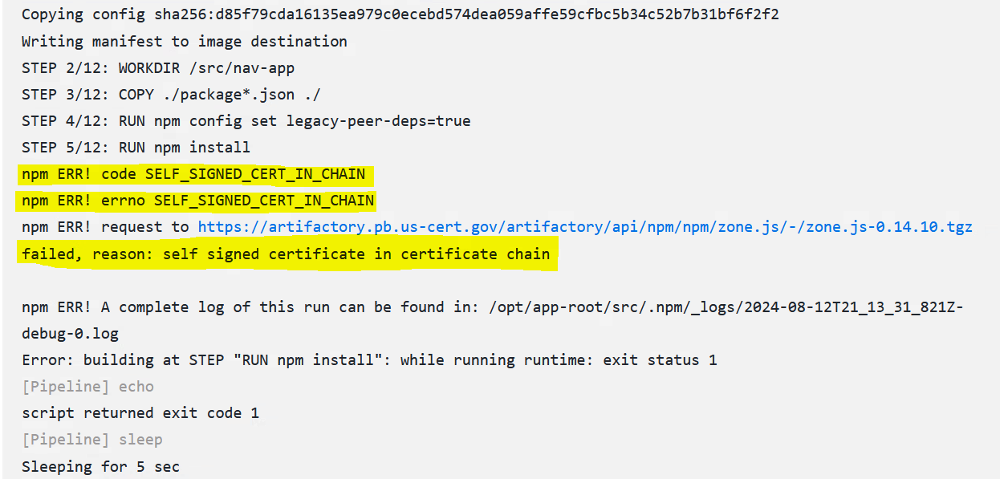 Copying config sha256:d85f79cda16135ea979c0ecebd574dea059affe59cfbc5b34c52b7b31bf6f2f2
Writing manifest to image destination
STEP 2/12: WORKDIR /src/nav-app
STEP 3/12: COPY ./package*.json ./
STEP 4/12: RUN npm config set legacy-peer-deps=true
STEP 5/12: RUN npm install
npm ERR! code SELF_SIGNED_CERT_IN_CHAIN
npm ERR! errno SELF_SIGNED_CERT_IN_CHAIN
npm ERR! request to https://artifactory.pb.us-cert.gov/artifactory/api/npm/npm/zone.js/-/zone.js-0.14.10.tgz
failed, reason: self signed certificate in certificate chain
npm ERR! A complete log of this run can be found in: /opt/app-root/src/.npm/_logs/2024-08-12T21_13_31_821Z-
debug-0.log
Error: building at STEP "RUN npm install": while running runtime: exit status 1
[Pipeline] echo
script returned exit code 1
[Pipeline] sleep
Sleeping for 5 sec